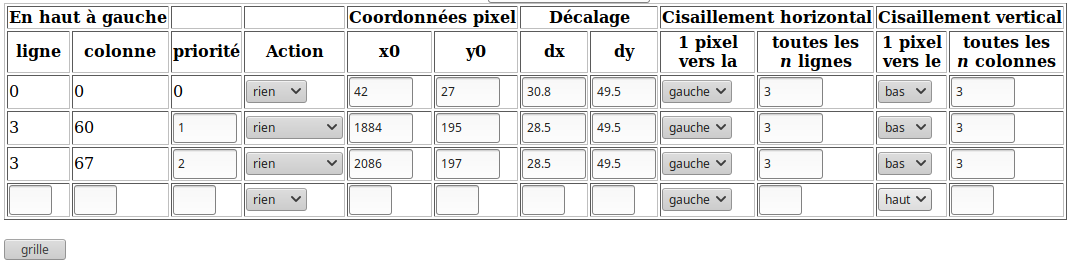 En haut à gauche Coordonnées pixel Décalage Cisaillement horizontal Cisaillement vertical
ligne colonne priorité Action x0 y0 dx dy 1 pixel vers la toutes les n lignes 1 pixel vers le toutes les n colonnes
0 0 0 rien 42 27 30.8 49.5 gauche 3 bas 3
3 60 1 rien 1884 195 28.5 49.5 gauche 3 bas 3
3 67 2 rien 2086 197 28.5 49.5 gauche 3 bas 3
rien gauche haut
grille